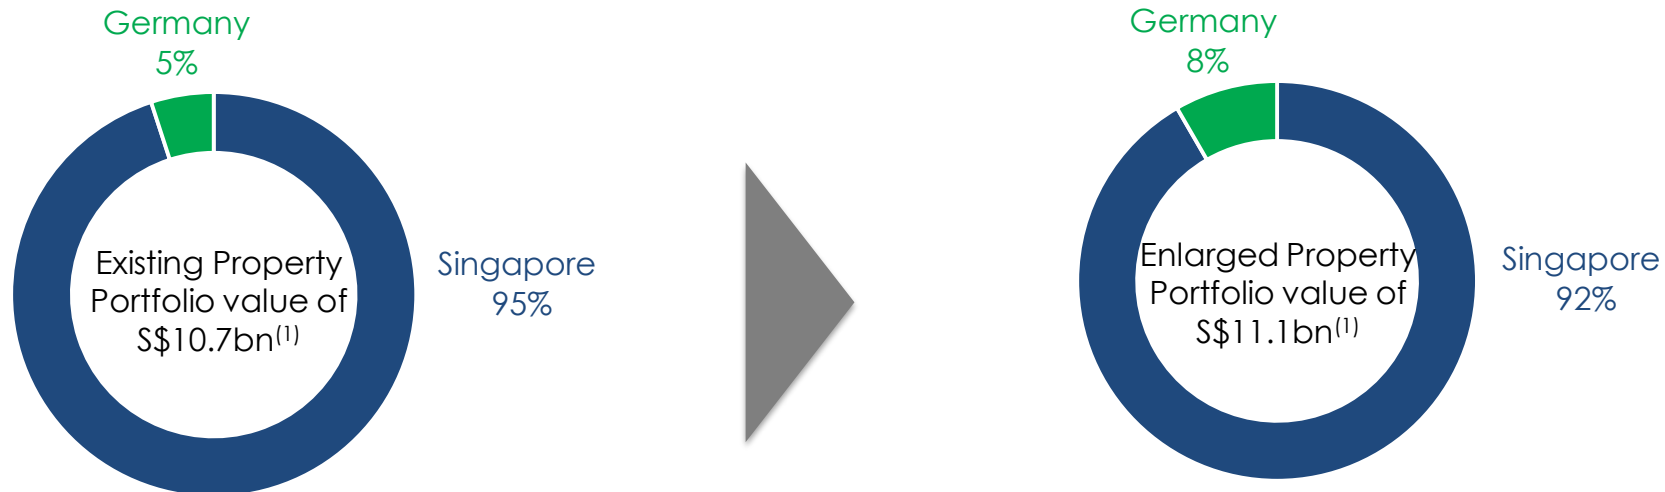 Germany
5%
Existing Property
Portfolio value of
S$10.7bn(1)
Singapore
95%
Germany
8%
Enlarged Property
Portfolio value of
S$11.1bn(1)
Singapore
92%